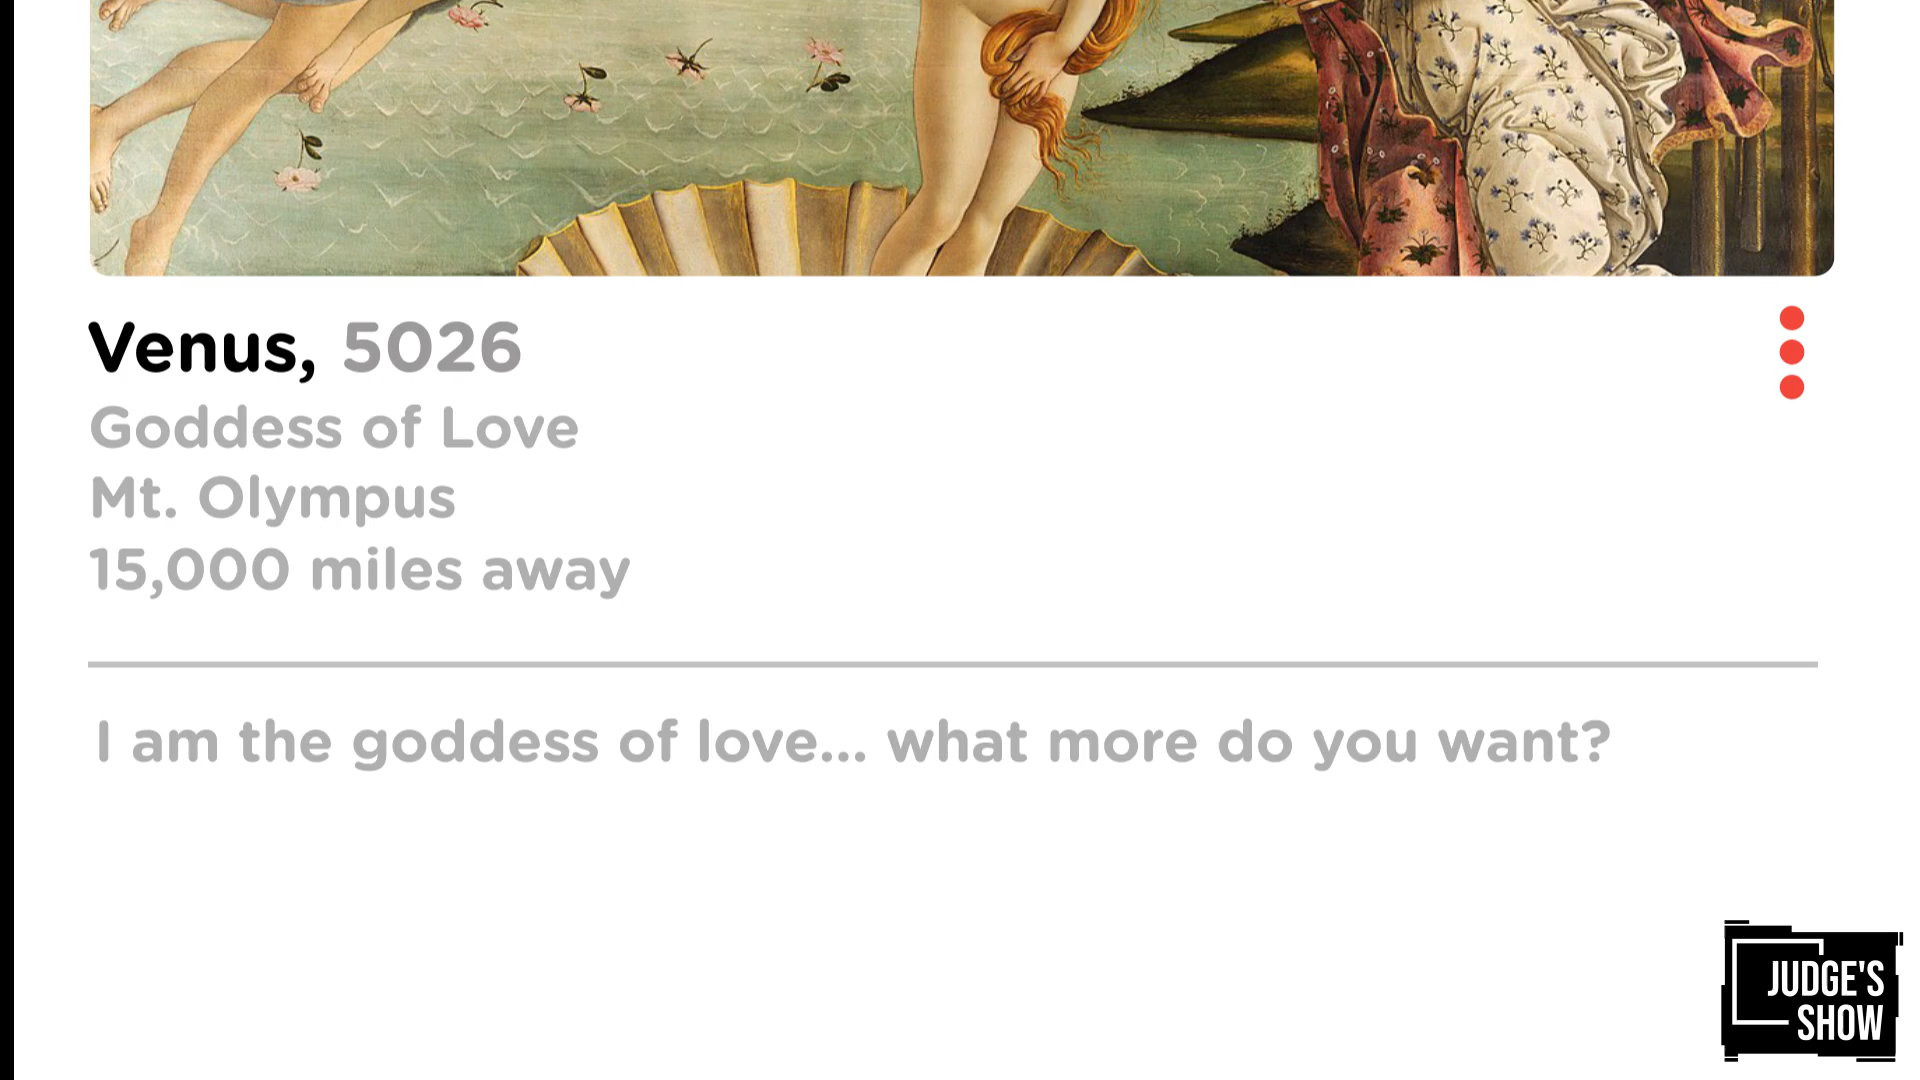 Venus, 5026
Goddess of Love
Mt. Olympus
15,000 miles away
I am the goddess of love... what more do you want?
JUDGE'S
SHOW